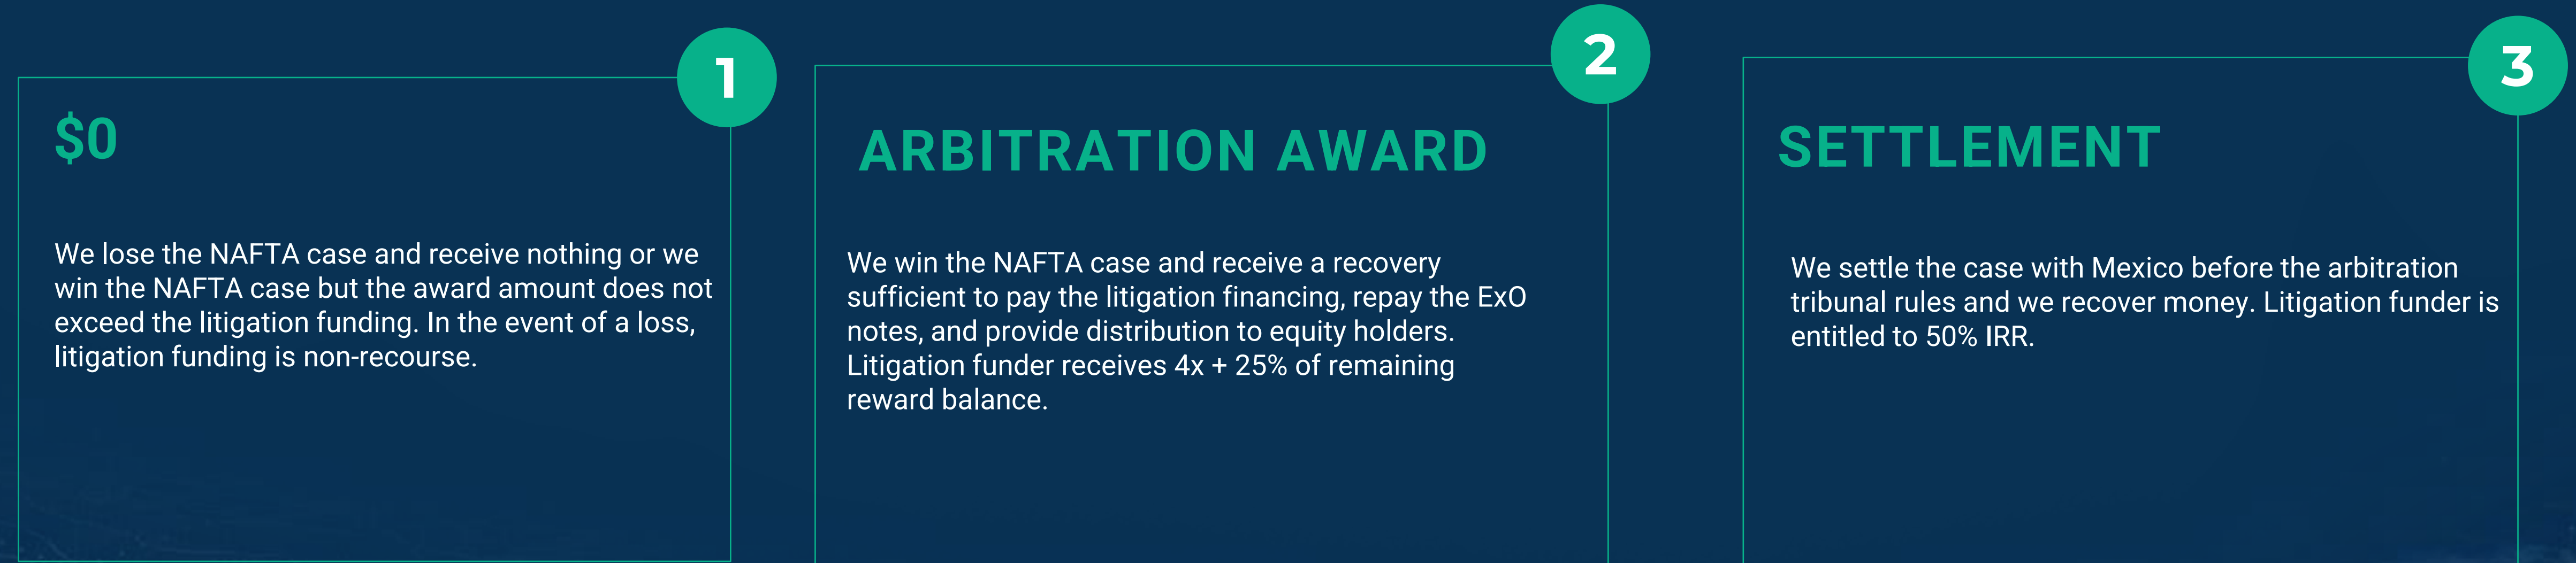 1
$0
We lose the NAFTA case and receive nothing or we
win the NAFTA case but the award amount does not
exceed the litigation funding. In the event of a loss,
litigation funding is non-recourse.
2
ARBITRATION AWARD
We win the NAFTA case and receive a recovery
sufficient to pay the litigation financing, repay the ExO
notes, and provide distribution to equity holders.
Litigation funder receives 4x + 25% of remaining
reward balance.
3
SETTLEMENT
We settle the case with Mexico before the arbitration
tribunal rules and we recover money. Litigation funder is
entitled to 50% IRR.